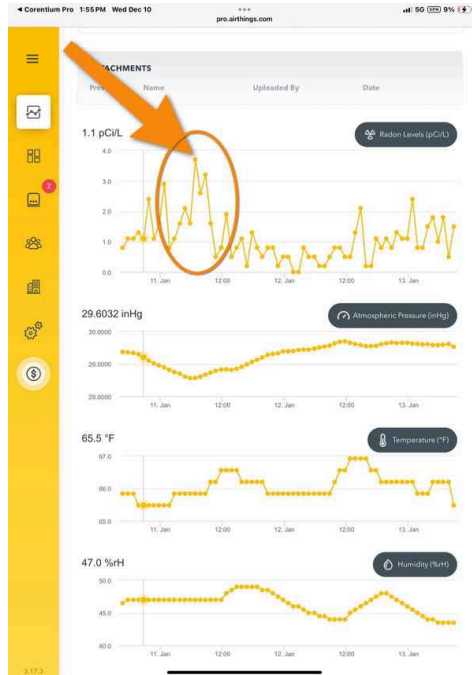 ◄ Corentium Pro 1:55 PM Wed Dec 10 5G VPN 9%
pro.airthings.com
ACHMENTS
Name Uploaded By Date
2
1.1 pCi/L Radon Levels (pCi/L)
4.0
3.0
2.0
1.0
0.0
11. Jan 12:00 12. Jan 12:00 13. Jan
29.6032 inHg Atmospheric Pressure (inHg)
30.0000
29.5000
29.0000
11. Jan 12:00 12. Jan 12:00 13. Jan
65.5 °F Temperature (°F)
67.0
66.0
65.0
11. Jan 12:00 12. Jan 12:00 13. Jan
47.0 %rH Humidity (%rH)
50.0
45.0
40.0
11. Jan 12:00 12. Jan 12:00 13. Jan
3.17.3